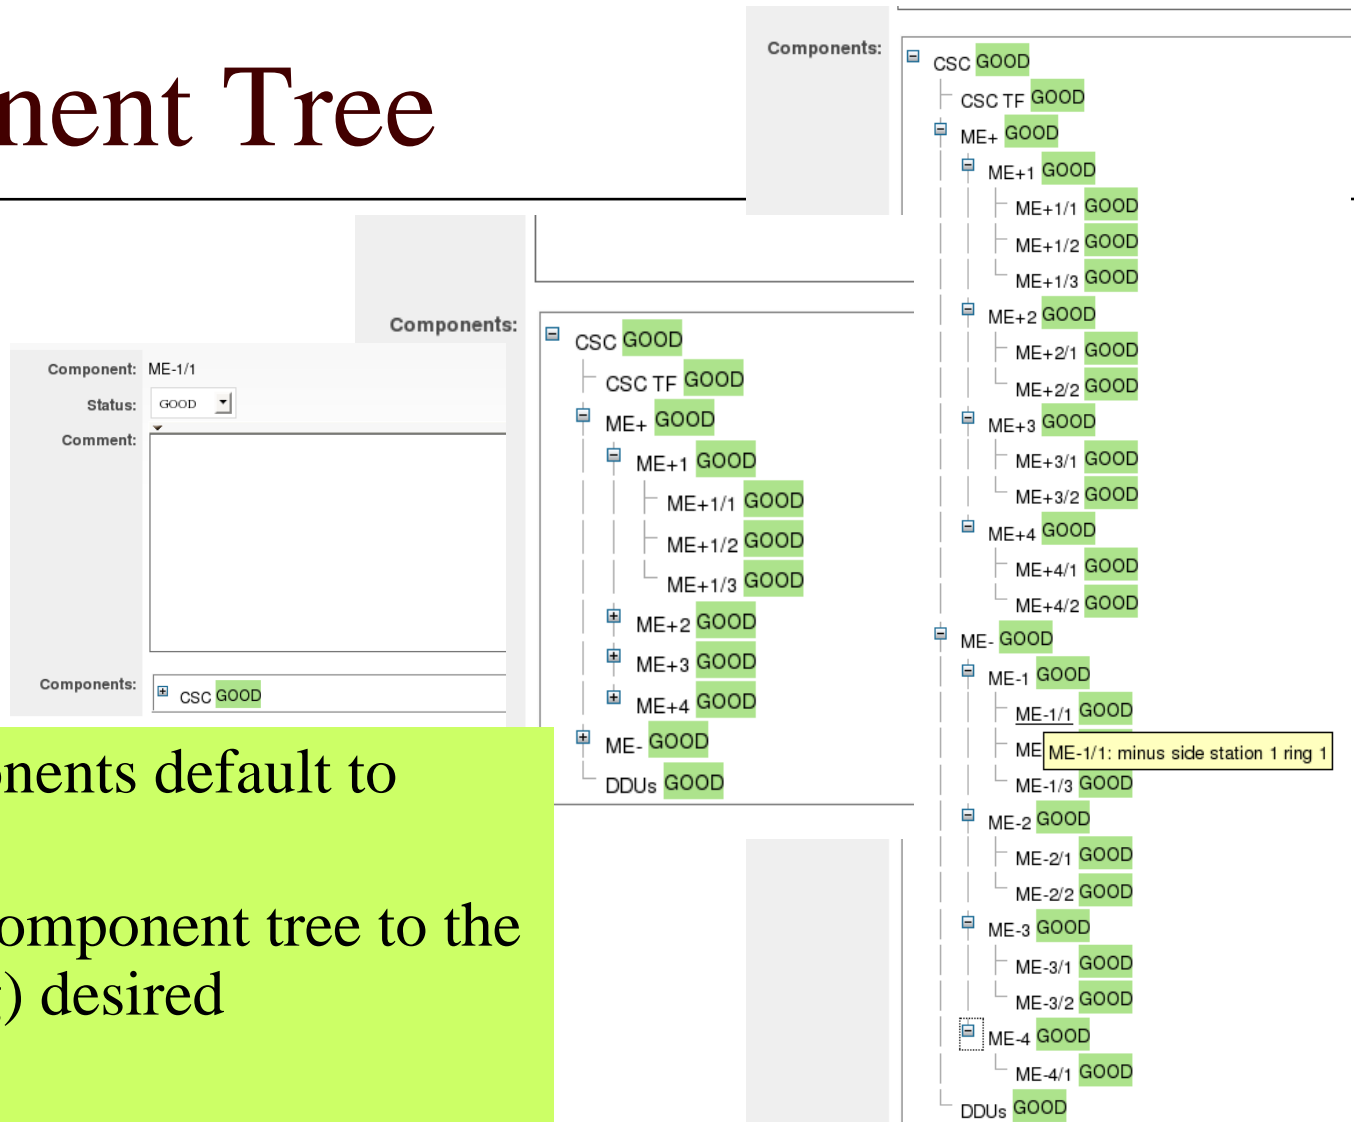 nent Tree
Component: ME-1/1
Status: GOOD
Comment:
Components: CSC GOOD
Components:
CSC GOOD
CSC TF GOOD
ME+ GOOD
ME+1 GOOD
ME+1/1 GOOD
ME+1/2 GOOD
ME+1/3 GOOD
ME+2 GOOD
ME+3 GOOD
ME+4 GOOD
ME- GOOD
DDUs GOOD
Components:
CSC GOOD
CSC TF GOOD
ME+ GOOD
ME+1 GOOD
ME+1/1 GOOD
ME+1/2 GOOD
ME+1/3 GOOD
ME+2 GOOD
ME+2/1 GOOD
ME+2/2 GOOD
ME+3 GOOD
ME+3/1 GOOD
ME+3/2 GOOD
ME+4 GOOD
ME+4/1 GOOD
ME+4/2 GOOD
ME- GOOD
ME-1 GOOD
ME-1/1 GOOD
ME
ME-1/1: minus side station 1 ring 1
ME-1/3 GOOD
ME-2 GOOD
ME-2/1 GOOD
ME-2/2 GOOD
ME-3 GOOD
ME-3/1 GOOD
ME-3/2 GOOD
ME-4 GOOD
ME-4/1 GOOD
DDUs GOOD
nents default to
omponent tree to the
) desired